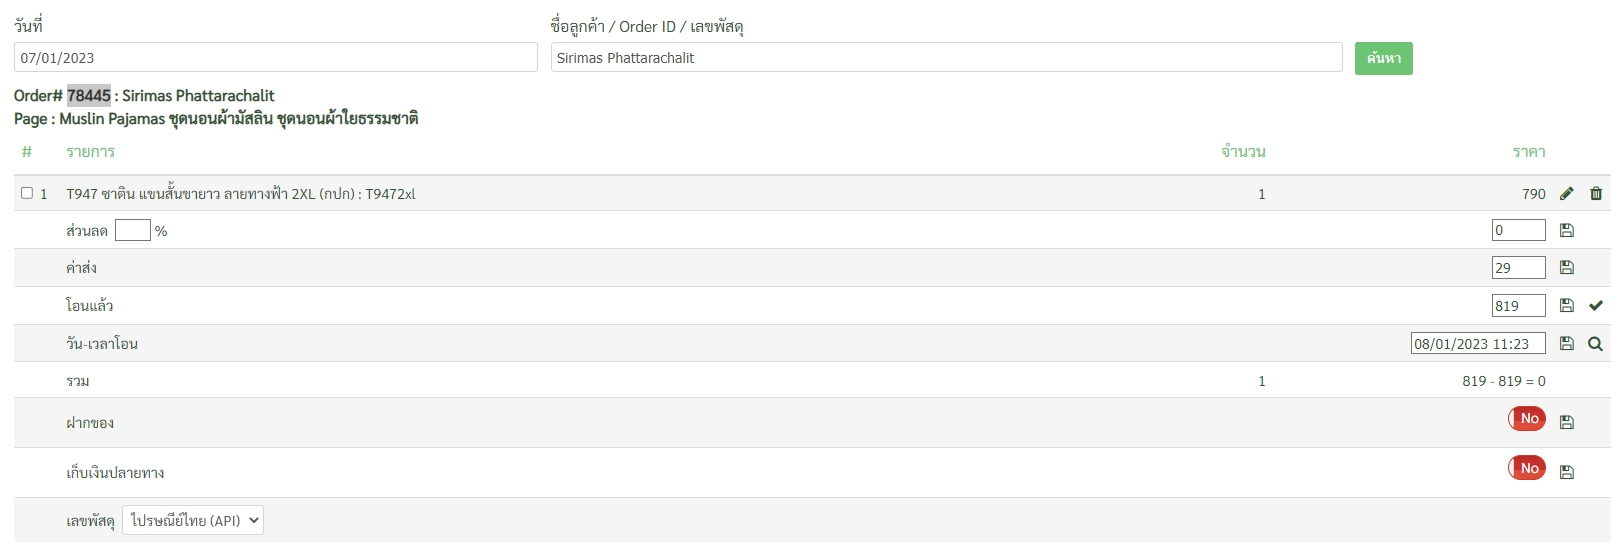 วันที่ ชื่อลูกค้า / Order ID / เลขพัสดุ
07/01/2023 Sirimas Phattarachalit ค้นหา
Order# 78445 : Sirimas Phattarachalit
Page : Muslin Pajamas ชุดนอนผ้ามัสลิน ชุดนอนผ้าใยธรรมชาติ
# รายการ จำนวน ราคา
1 T947 ซาติน แขนสั้นขายาว ลายทางฟ้า 2XL (กปก) : T9472xl 1 790
ส่วนลด % 0
ค่าส่ง 29
โอนแล้ว 819
วัน-เวลาโอน 08/01/2023 11:23
รวม 1 819 - 819 = 0
ฝากของ No
เก็บเงินปลายทาง No
เลขพัสดุ ไปรษณีย์ไทย (API)